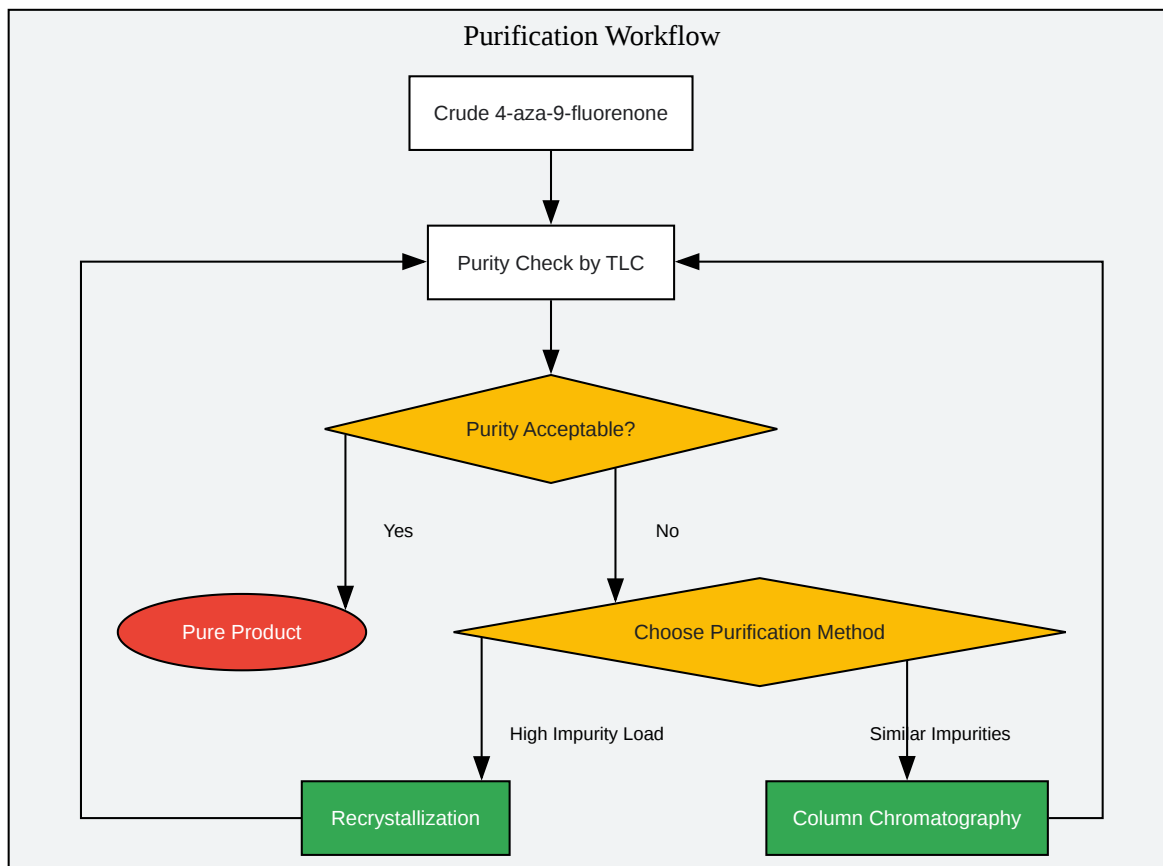 Purification Workflow
Crude 4-aza-9-fluorenone
Purity Check by TLC
Purity Acceptable?
Yes
No
Pure Product
Choose Purification Method
High Impurity Load
Similar Impurities
Recrystallization
Column Chromatography